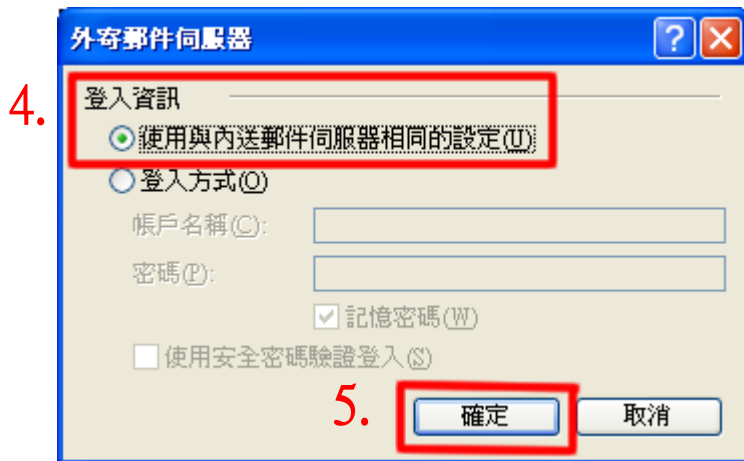 外寄郵件伺服器
4.
登入資訊
使用與內送郵件伺服器相同的設定(U)
登入方式(O)
帳戶名稱(C):
密碼(P):
記憶密碼(W)
使用安全密碼驗證登入(S)
5.
確定 取消